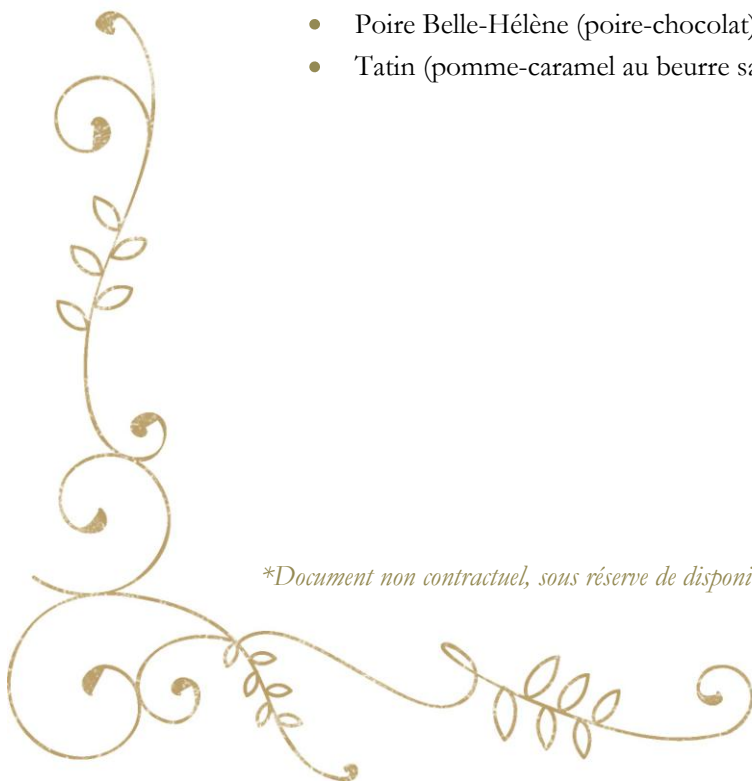 Poire Belle-Hélène (poire-chocolat)
Tatin (pomme-caramel au beurre
*Document non contractuel, sous réserve de